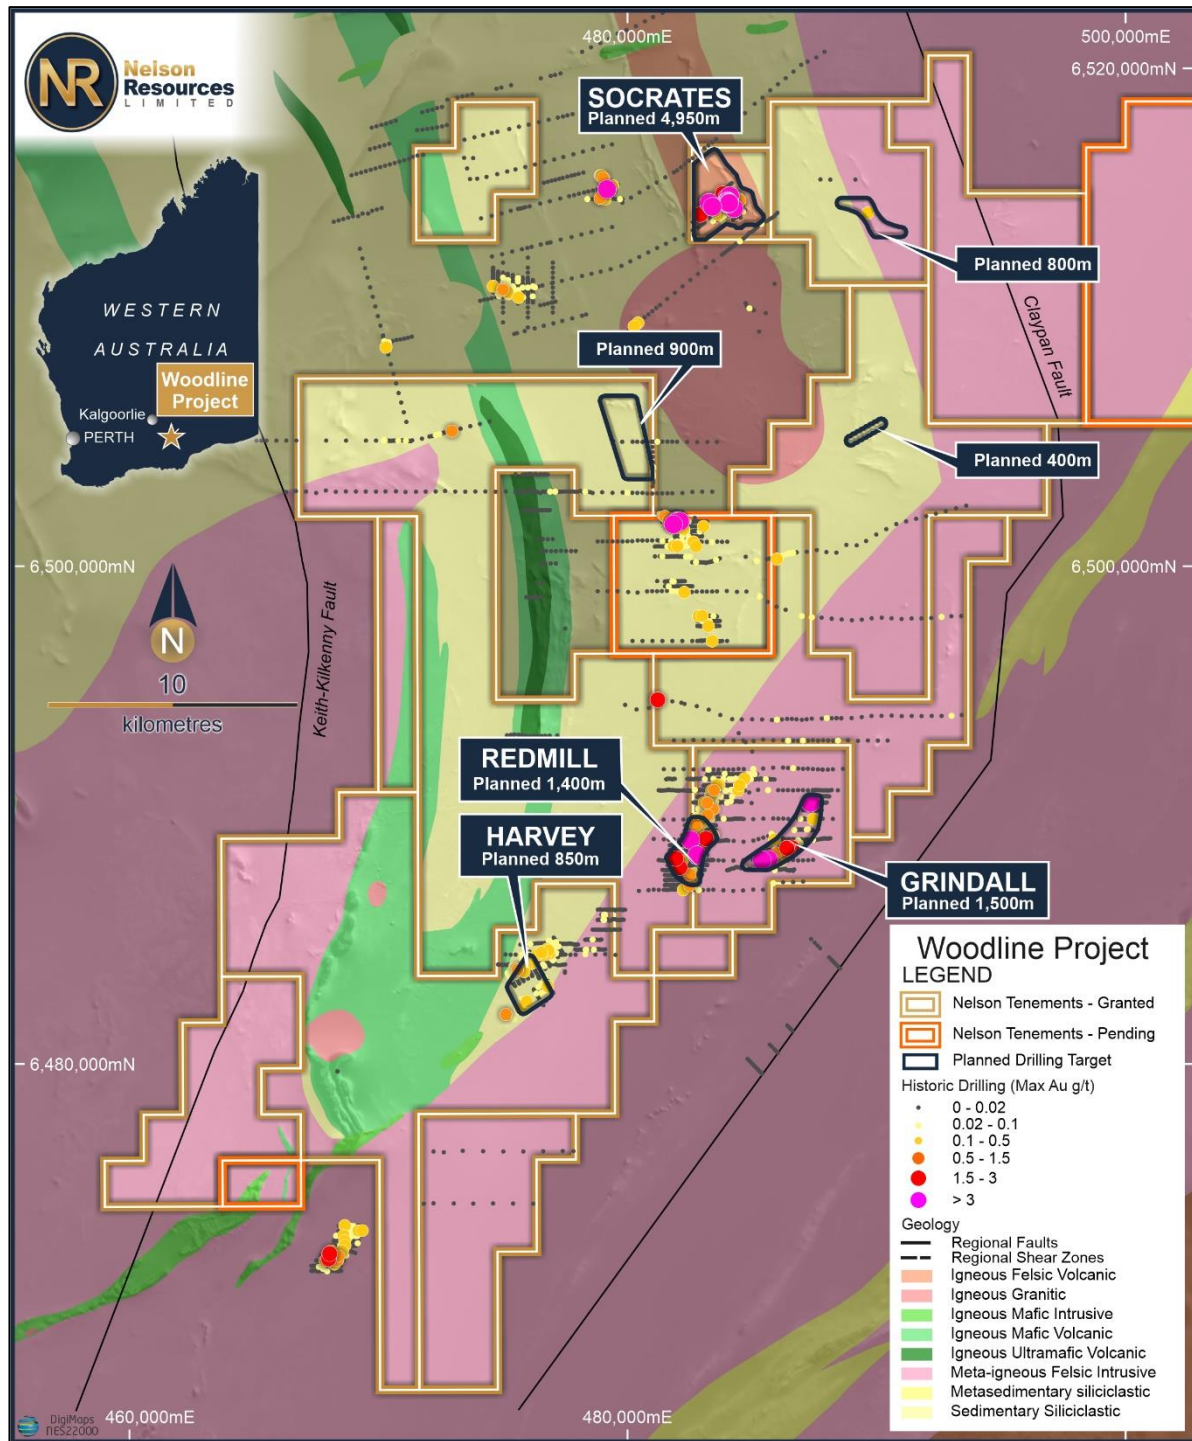 480,000mE
500,000mE
6,520,000mN
NR
Nelson
Resources
LIMITED
SOCRATES
Planned 4,950m
Planned 800m
WESTERN
AUSTRALIA
Woodline
Project
Kalgoorlie
PERTH
Claypan Fault
Planned 900m
Planned 400m
6,500,000mN
6,500,000mN
N
10
kilometres
Keith-Kilkenny Fault
REDMILL
Planned 1,400m
HARVEY
Planned 850m
GRINDALL
Planned 1,500m
6,480,000mN
Woodline Project
LEGEND
Nelson Tenements - Granted
Nelson Tenements - Pending
Planned Drilling Target
Historic Drilling (Max Au g/t)
0 - 0.02
0.02 - 0.1
0.1 - 0.5
0.5 - 1.5
1.5 - 3
> 3
Geology
Regional Faults
Regional Shear Zones
Igneous Felsic Volcanic
Igneous Granitic
Igneous Mafic Intrusive
Igneous Mafic Volcanic
Igneous Ultramafic Volcanic
Meta-igneous Felsic Intrusive
Metasedimentary siliciclastic
Sedimentary Siliciclastic
DigiMaps
NES22000
460,000mE
480,000mE